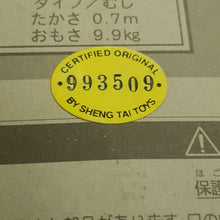 タイプ／むし
たかさ 0.7m
おもさ 9.9kg
CERTIFIED ORIGINAL
・993509・
BY SHENG TAI TOYS
保護